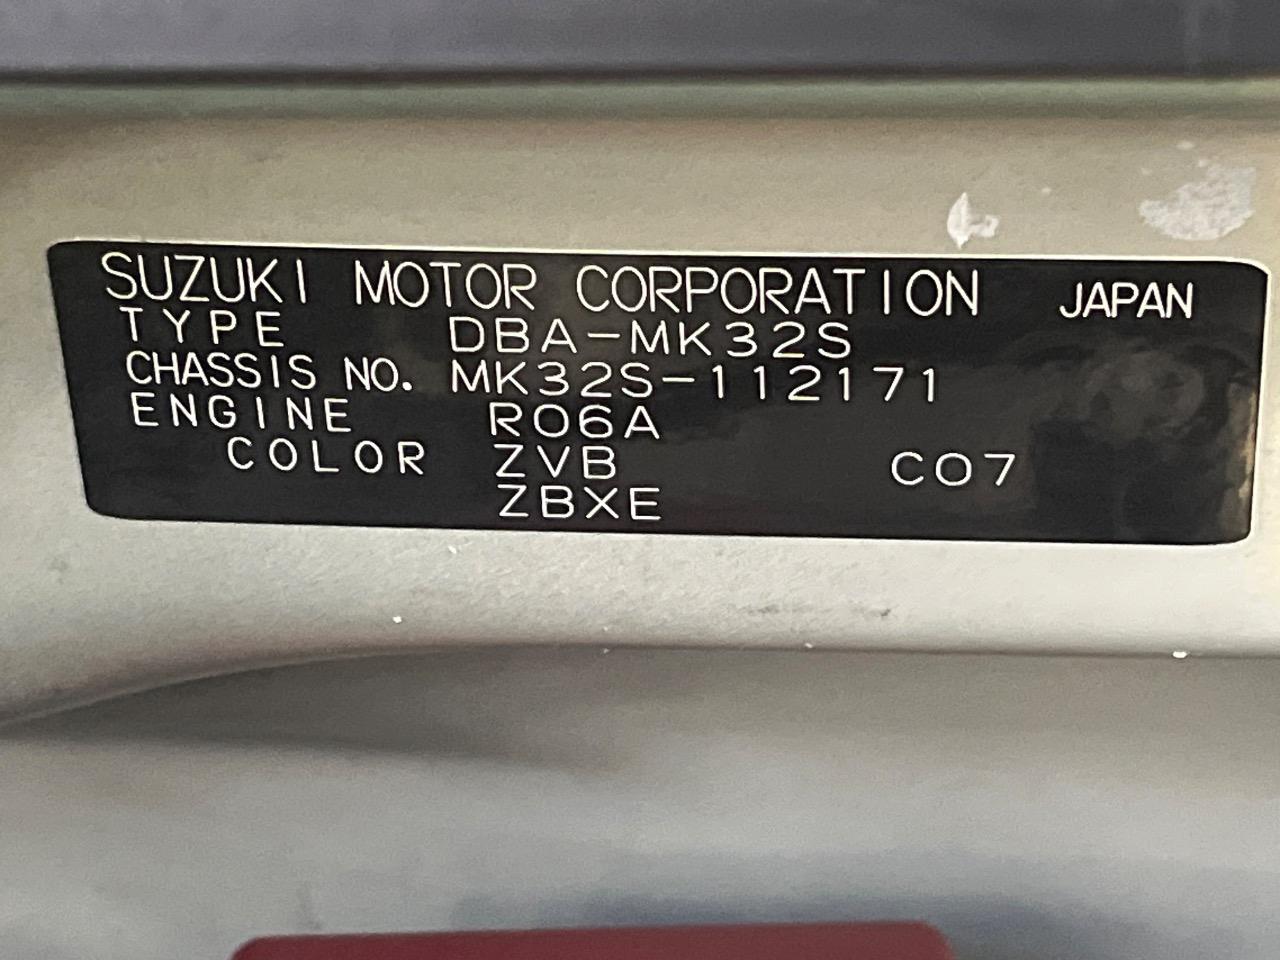 SUZUKI MOTOR CORPORATION JAPAN
TYPE DBA-MK32S
CHASSIS NO. MK32S-112171
ENGINE R06A
COLOR ZVB C07
ZBXE